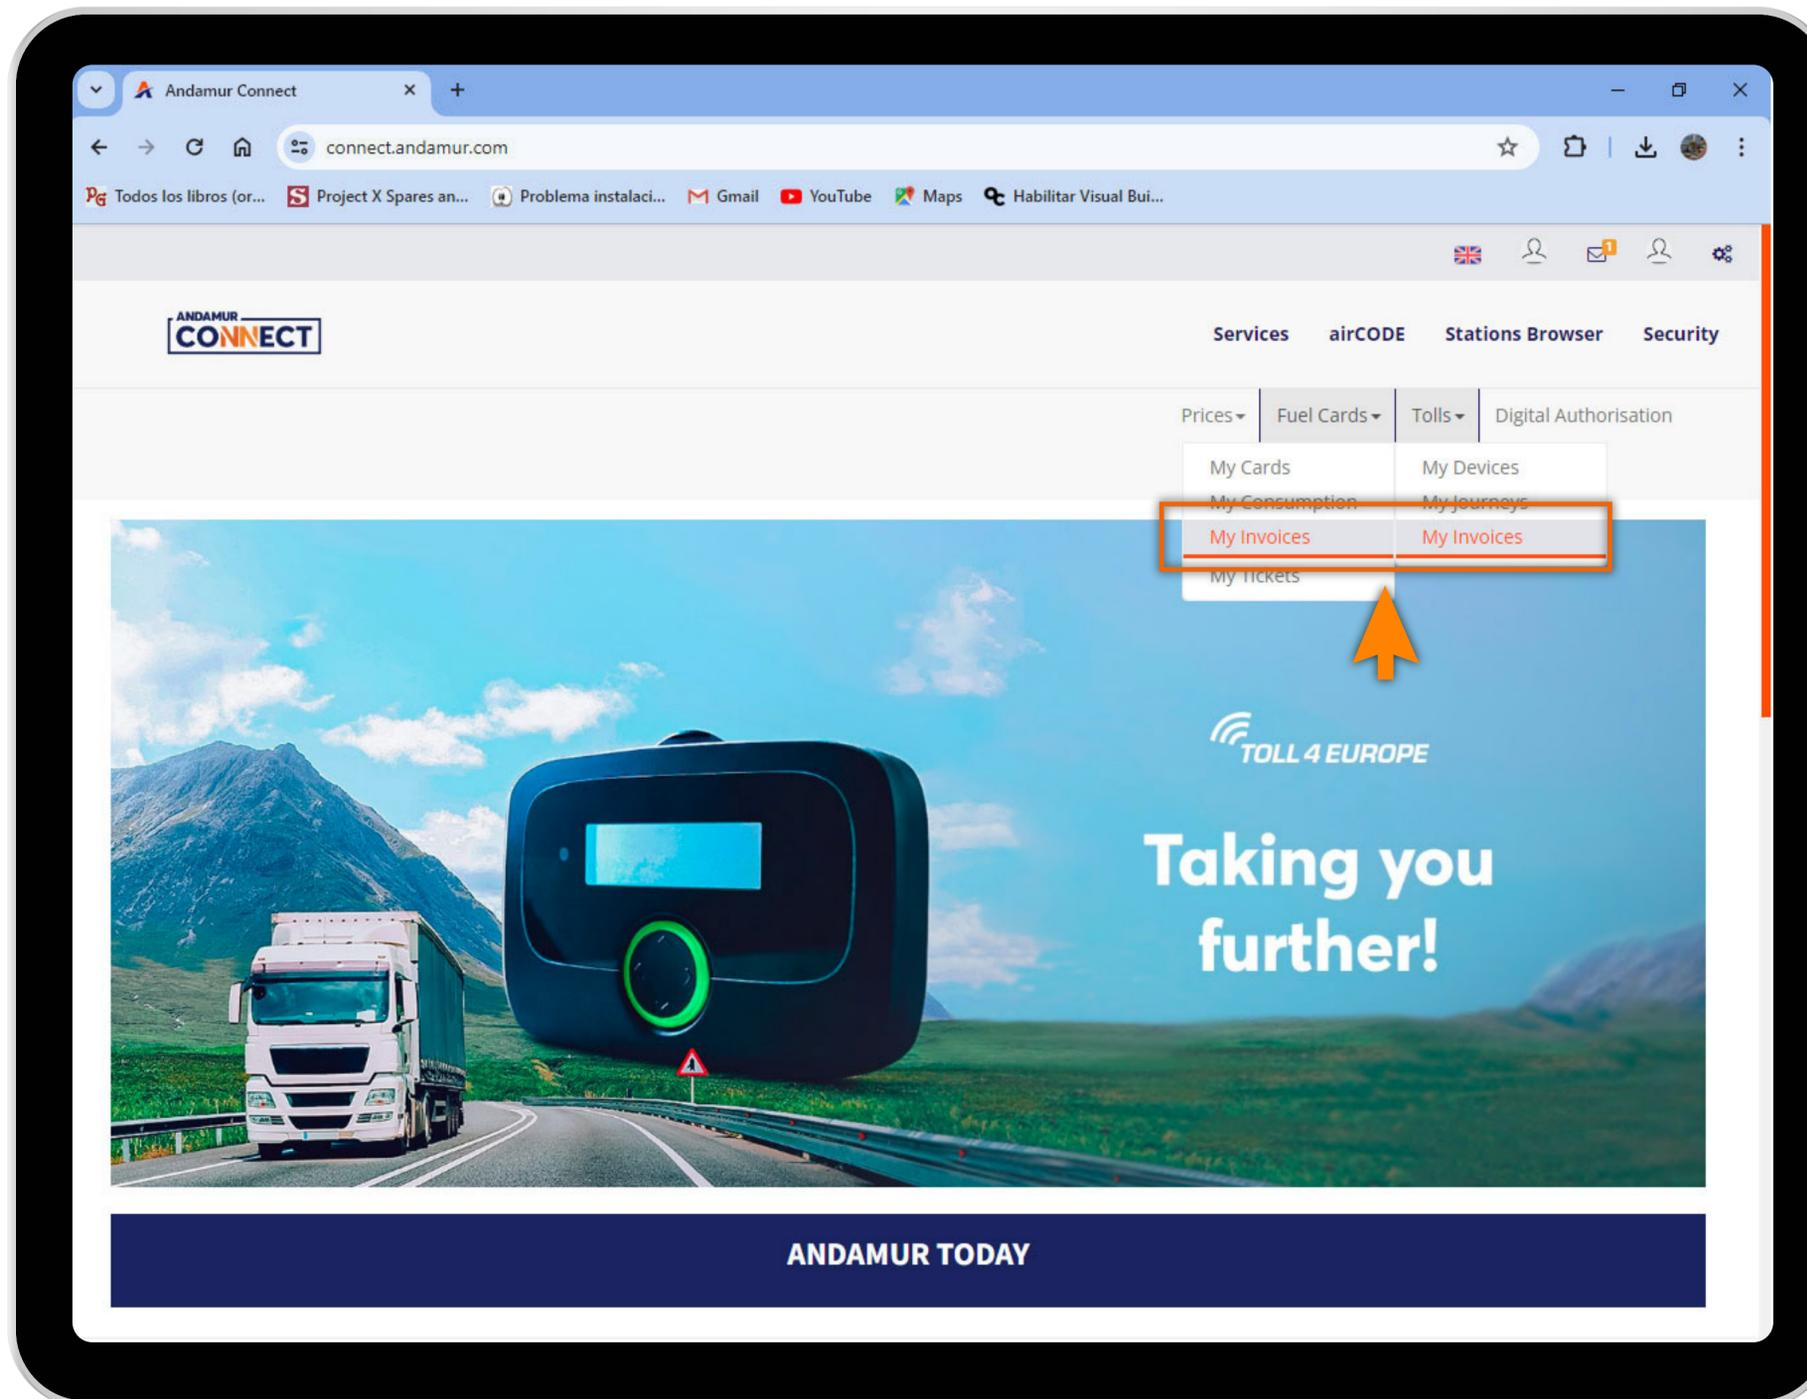 Andamur Connect
connect.andamur.com
Todos los libros (or... Project X Spares an... Problema instalaci... Gmail YouTube Maps Habilitar Visual Bui...
1
ANDAMUR
CONNECT
Services airCODE Stations Browser Security
Prices Fuel Cards Tolls Digital Authorisation
My Cards My Devices
My Consumption My Journeys
My Invoices My Invoices
My Tickets
TOLL 4 EUROPE
Taking you
further!
ANDAMUR TODAY